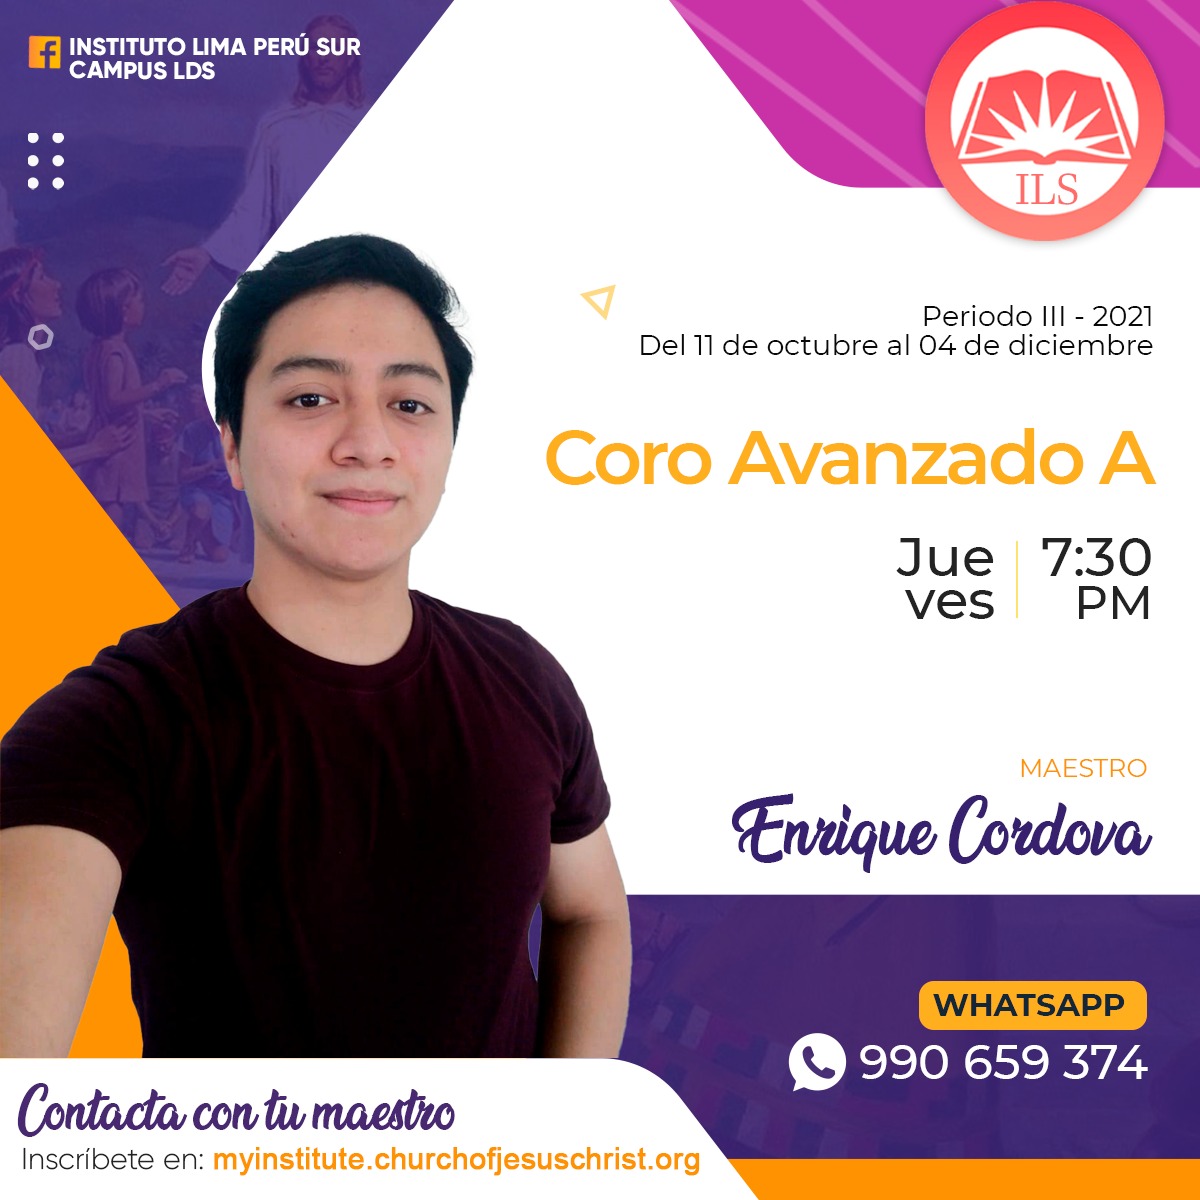 INSTITUTO LIMA PERÚ SUR
CAMPUS LDS
ILS
Periodo III - 2021
Del 11 de octubre al 04 de diciembre
Coro Avanzado A
Jue
ves
7:30
PM
MAESTRO
Enrique Cordova
WHATSAPP
990 659 374
Contacta con tu maestro
Inscríbete en: myinstitute.churchofjesuschrist.org